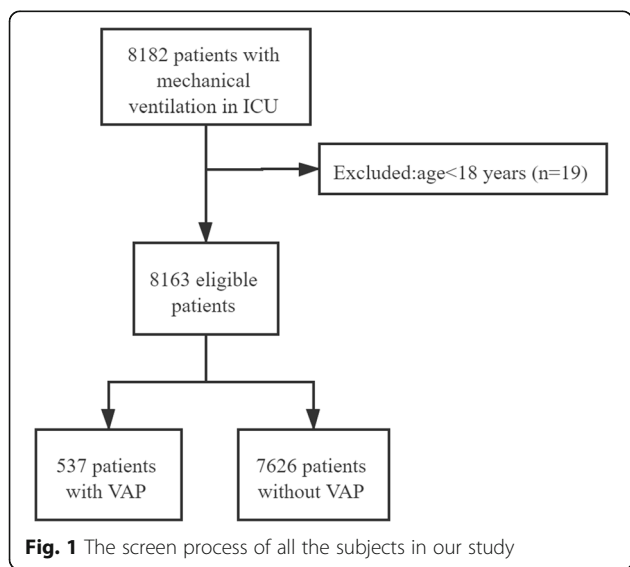 8182 patients with
mechanical
ventilation in ICU
Excluded:age<18 years (n=19)
8163 eligible
patients
537 patients
with VAP
7626 patients
without VAP
Fig. 1 The screen process of all the subjects in our study